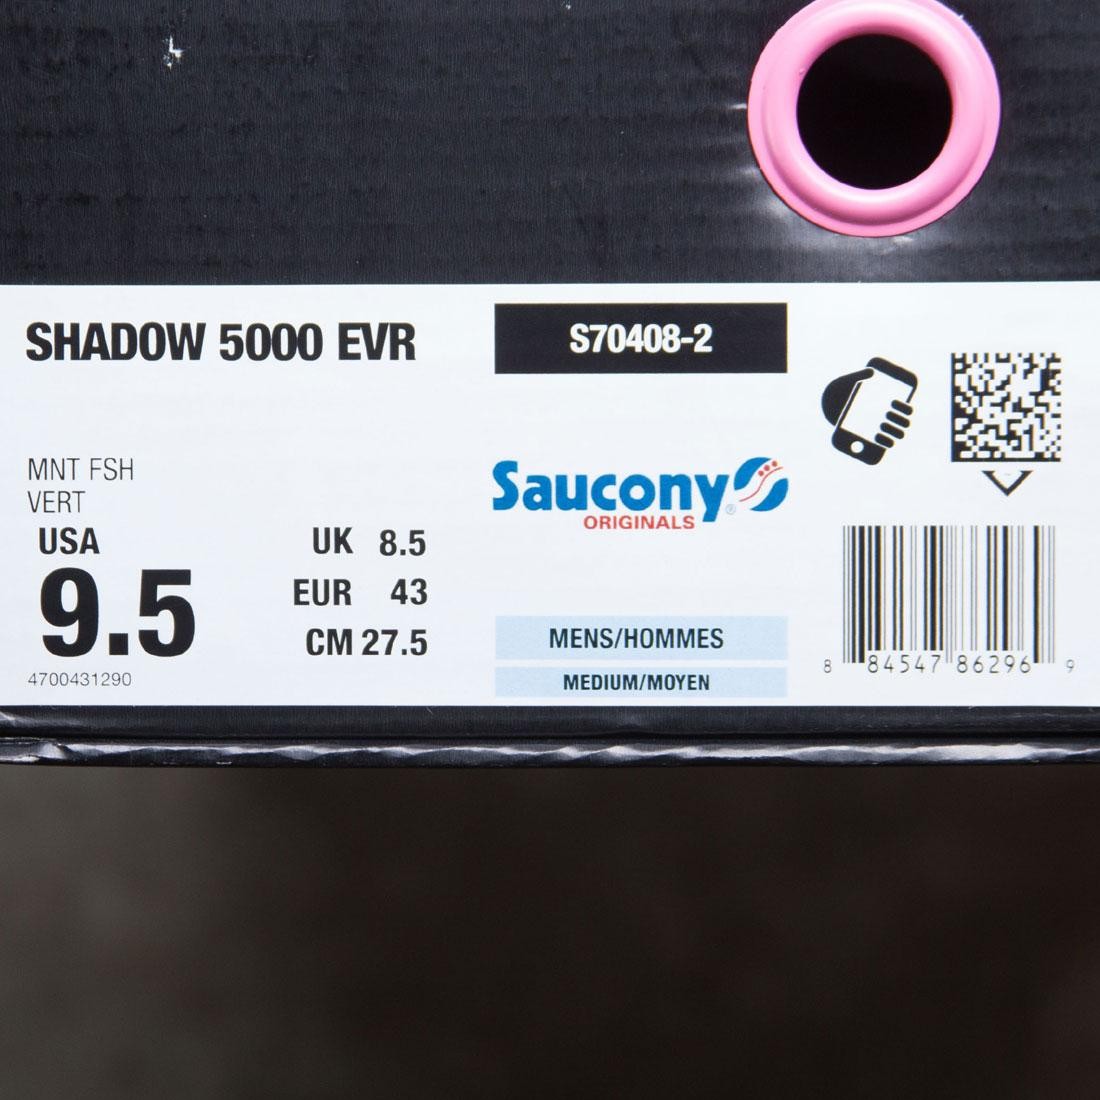 SHADOW 5000 EVR
S70408-2
MNT FSH
VERT
USA
9.5
UK 8.5
EUR 43
CM 27.5
4700431290
Saucony®
ORIGINALS
MENS/HOMMES
MEDIUM/MOYEN
8 84547 86296 9